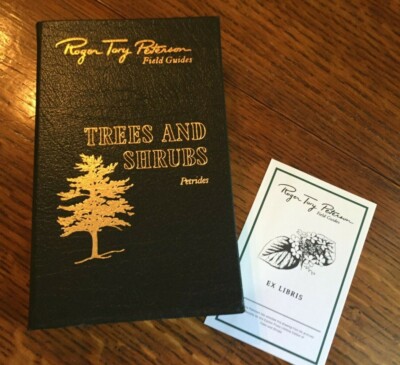 Roger Tory Peterson
Field Guides
TREES AND
SHRUBS
Petrides
Roger Tory Peterson
Field Guides
EX LIBRIS